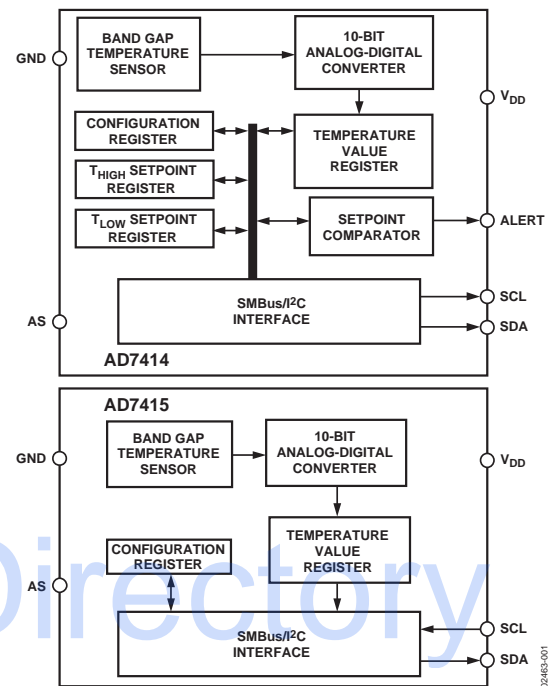 GND
BAND GAP
TEMPERATURE
SENSOR
10-BIT
ANALOG-DIGITAL
CONVERTER
VDD
CONFIGURATION
REGISTER
TEMPERATURE
VALUE
REGISTER
THIGH SETPOINT
REGISTER
TLOW SETPOINT
REGISTER
SETPOINT
COMPARATOR
ALERT
SMBus/I2C
INTERFACE
SCL
SDA
AS
AD7414
AD7415
GND
BAND GAP
TEMPERATURE
SENSOR
10-BIT
ANALOG-DIGITAL
CONVERTER
VDD
CONFIGURATION
REGISTER
TEMPERATURE
VALUE
REGISTER
AS
SMBus/I2C
INTERFACE
SCL
SDA
02463-001
Directory